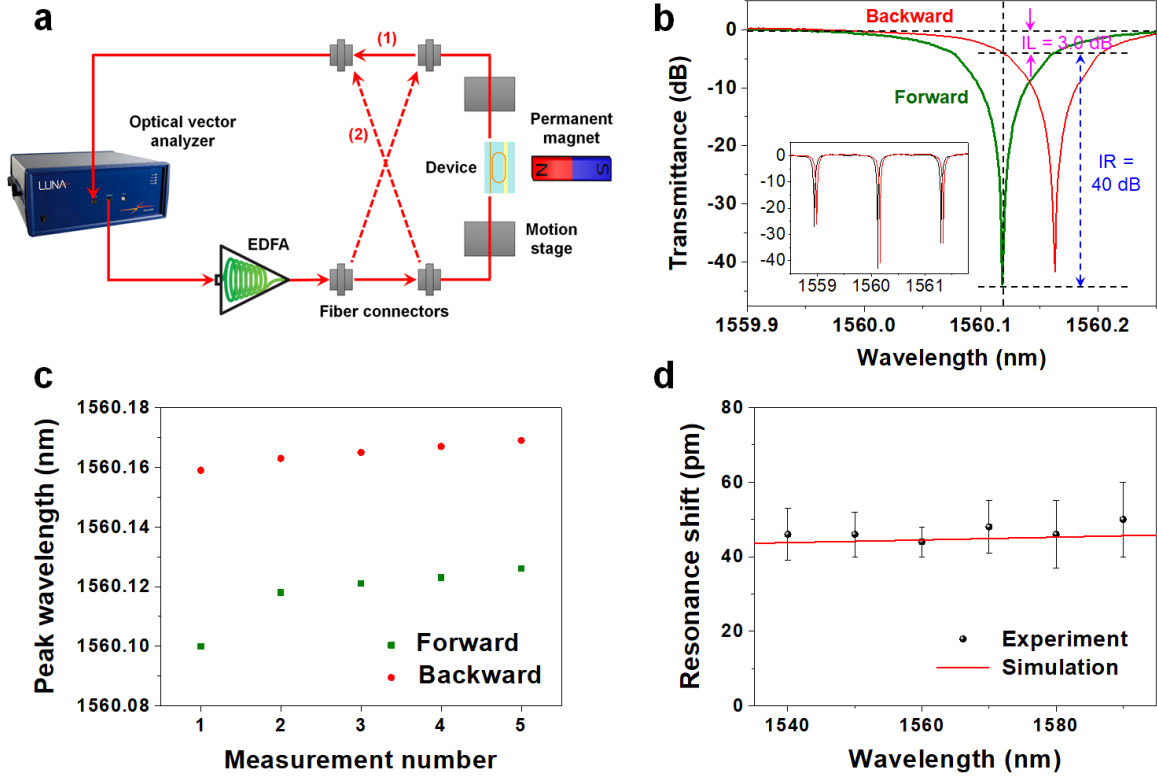 a
(1)
(2)
Optical vector
analyzer
LUNA
EDFA
Fiber connectors
Device
Permanent
magnet
N
S
Motion
stage
b
Backward
IL = 3.0 dB
Forward
IR =
40 dB
0
-10
-20
-30
-40
Transmittance (dB)
0
-10
-20
-30
-40
1559
1560
1561
1559.9
1560.0
1560.1
1560.2
Wavelength (nm)
c
1560.18
1560.16
1560.14
1560.12
1560.10
1560.08
Peak wavelength (nm)
Forward
Backward
1
2
3
4
5
Measurement number
d
80
60
40
20
0
Resonance shift (pm)
Experiment
Simulation
1540
1560
1580
Wavelength (nm)